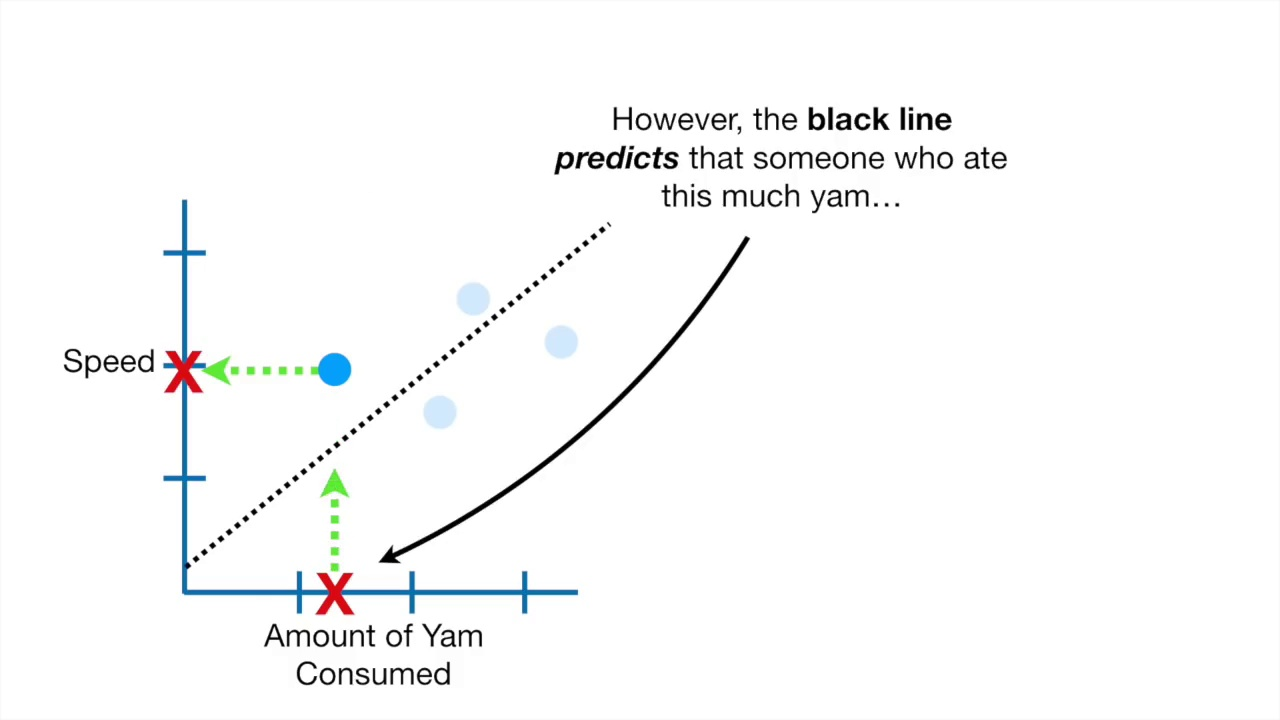 However, the black line
predicts that someone who ate
this much yam…
Speed
X
X
Amount of Yam
Consumed